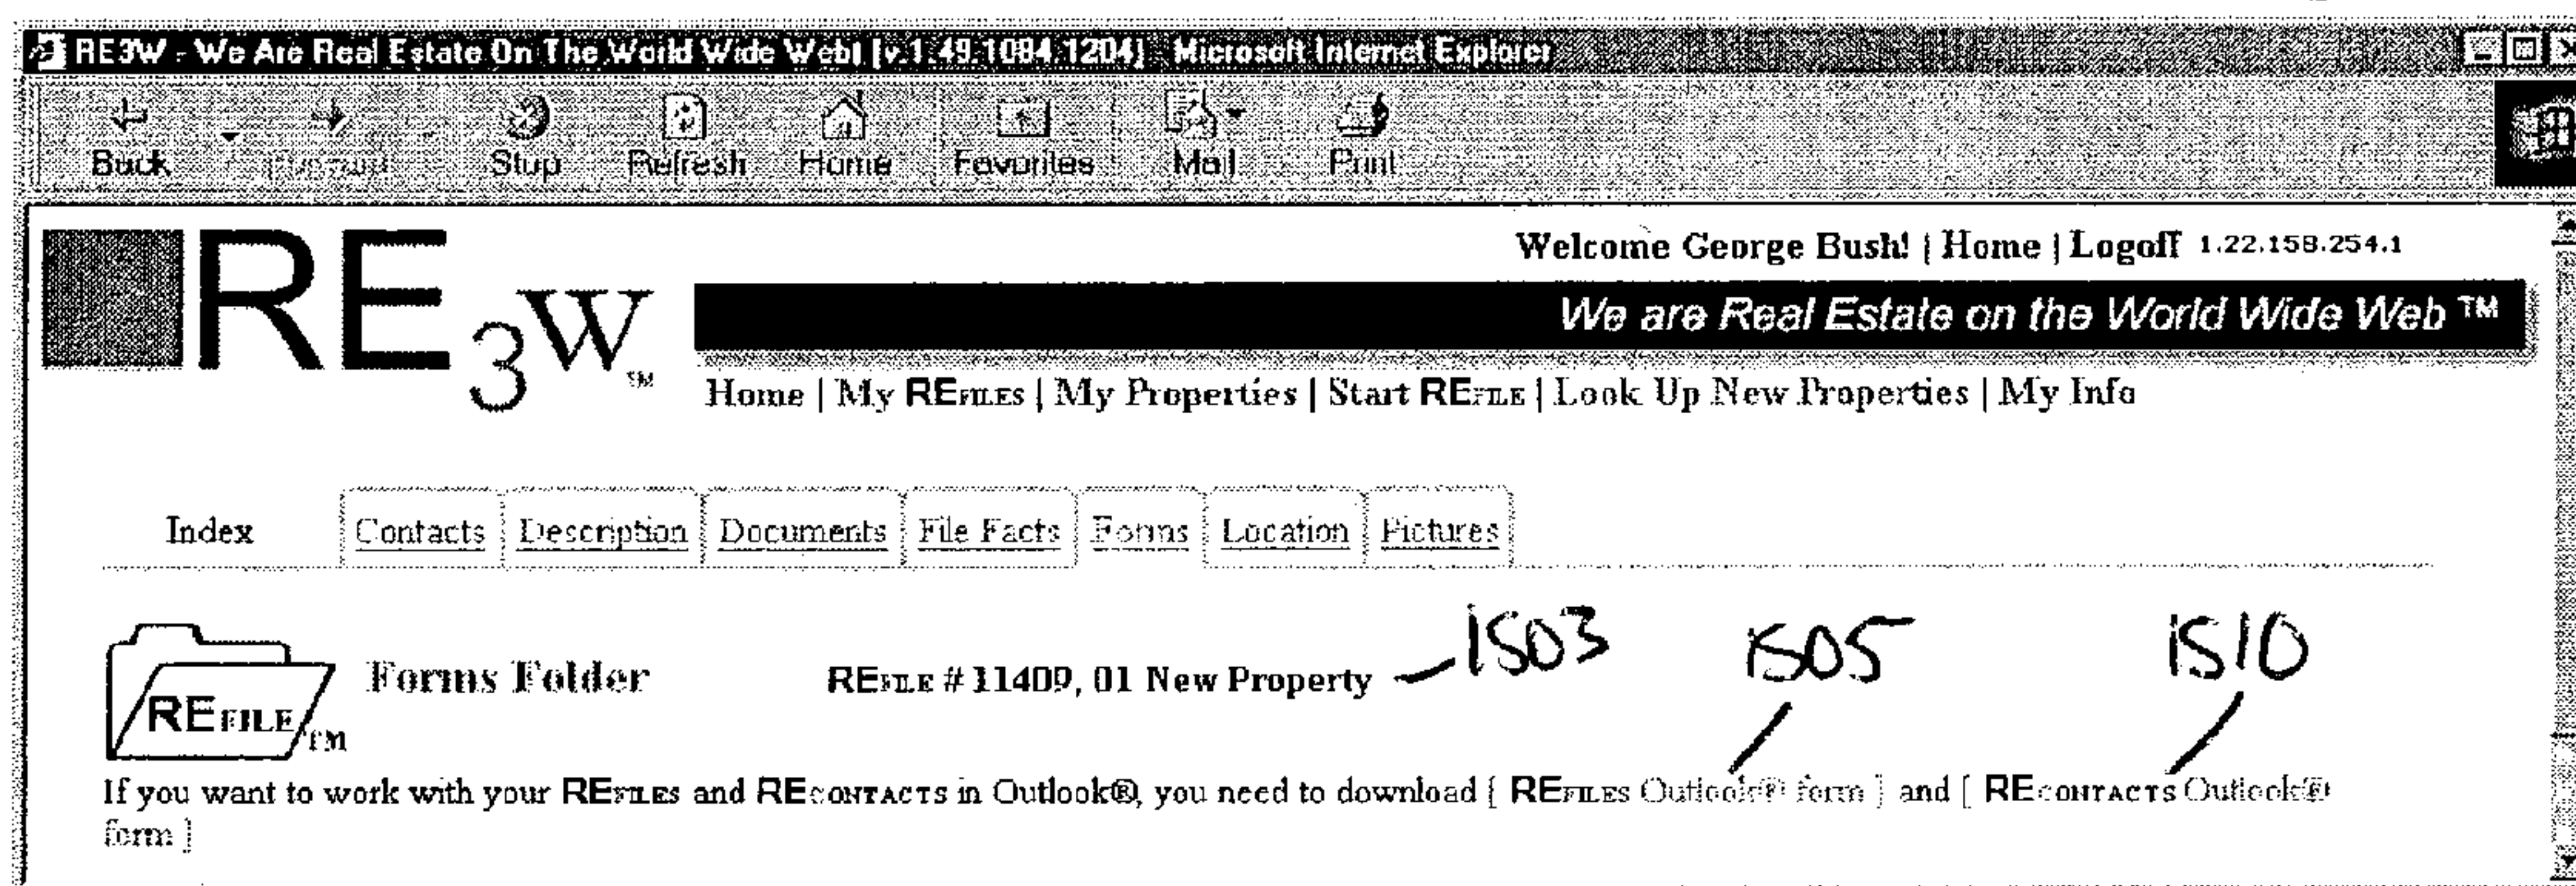 RE3W - We Are Real Estate On The World Wide Web! [v.1.49.1084.1204] - Microsoft Internet Explorer
Back Forward Stop Refresh Home Favorites Mail Print
Welcome George Bush! | Home | Logoff 1.22.158.254.1
RE3W™
We are Real Estate on the World Wide Web ™
Home | My REFILES | My Properties | Start REFILE | Look Up New Properties | My Info
Index Contacts Description Documents File Facts Forms Location Pictures
1503 1505 1510
REFILE™ Forms Folder REFILE # 11409, 01 New Property
If you want to work with your REFILES and RECONTACTS in Outlook®, you need to download [ REFILES Outlook® form ] and [ RECONTACTS Outlook®
form ]